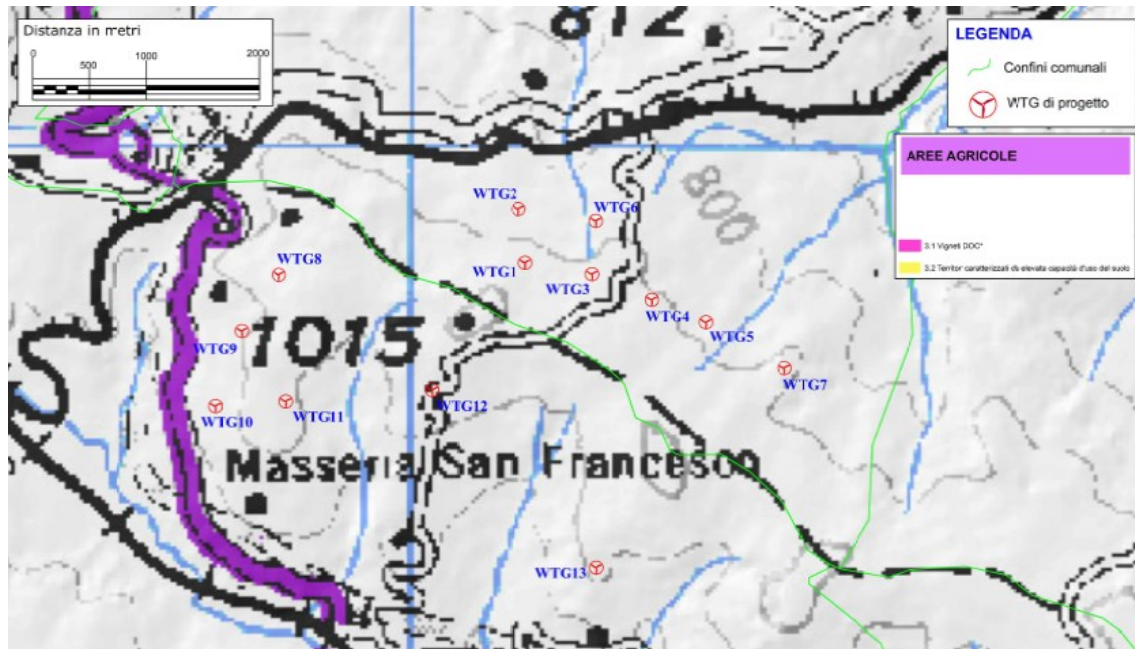 Distanza in metri
0 1000 2000
500
812
LEGENDA
Confini comunali
WTG di progetto
AREE AGRICOLE
3.1 Vigneti DOC*
3.2 Territori caratterizzati da elevata capacità d'uso del suolo
800
WTG2
WTG6
WTG8
WTG1
WTG3
WTG4
WTG5
WTG9
1015
WTG7
WTG10
WTG11
WTG12
Masseria San Francesco
WTG13